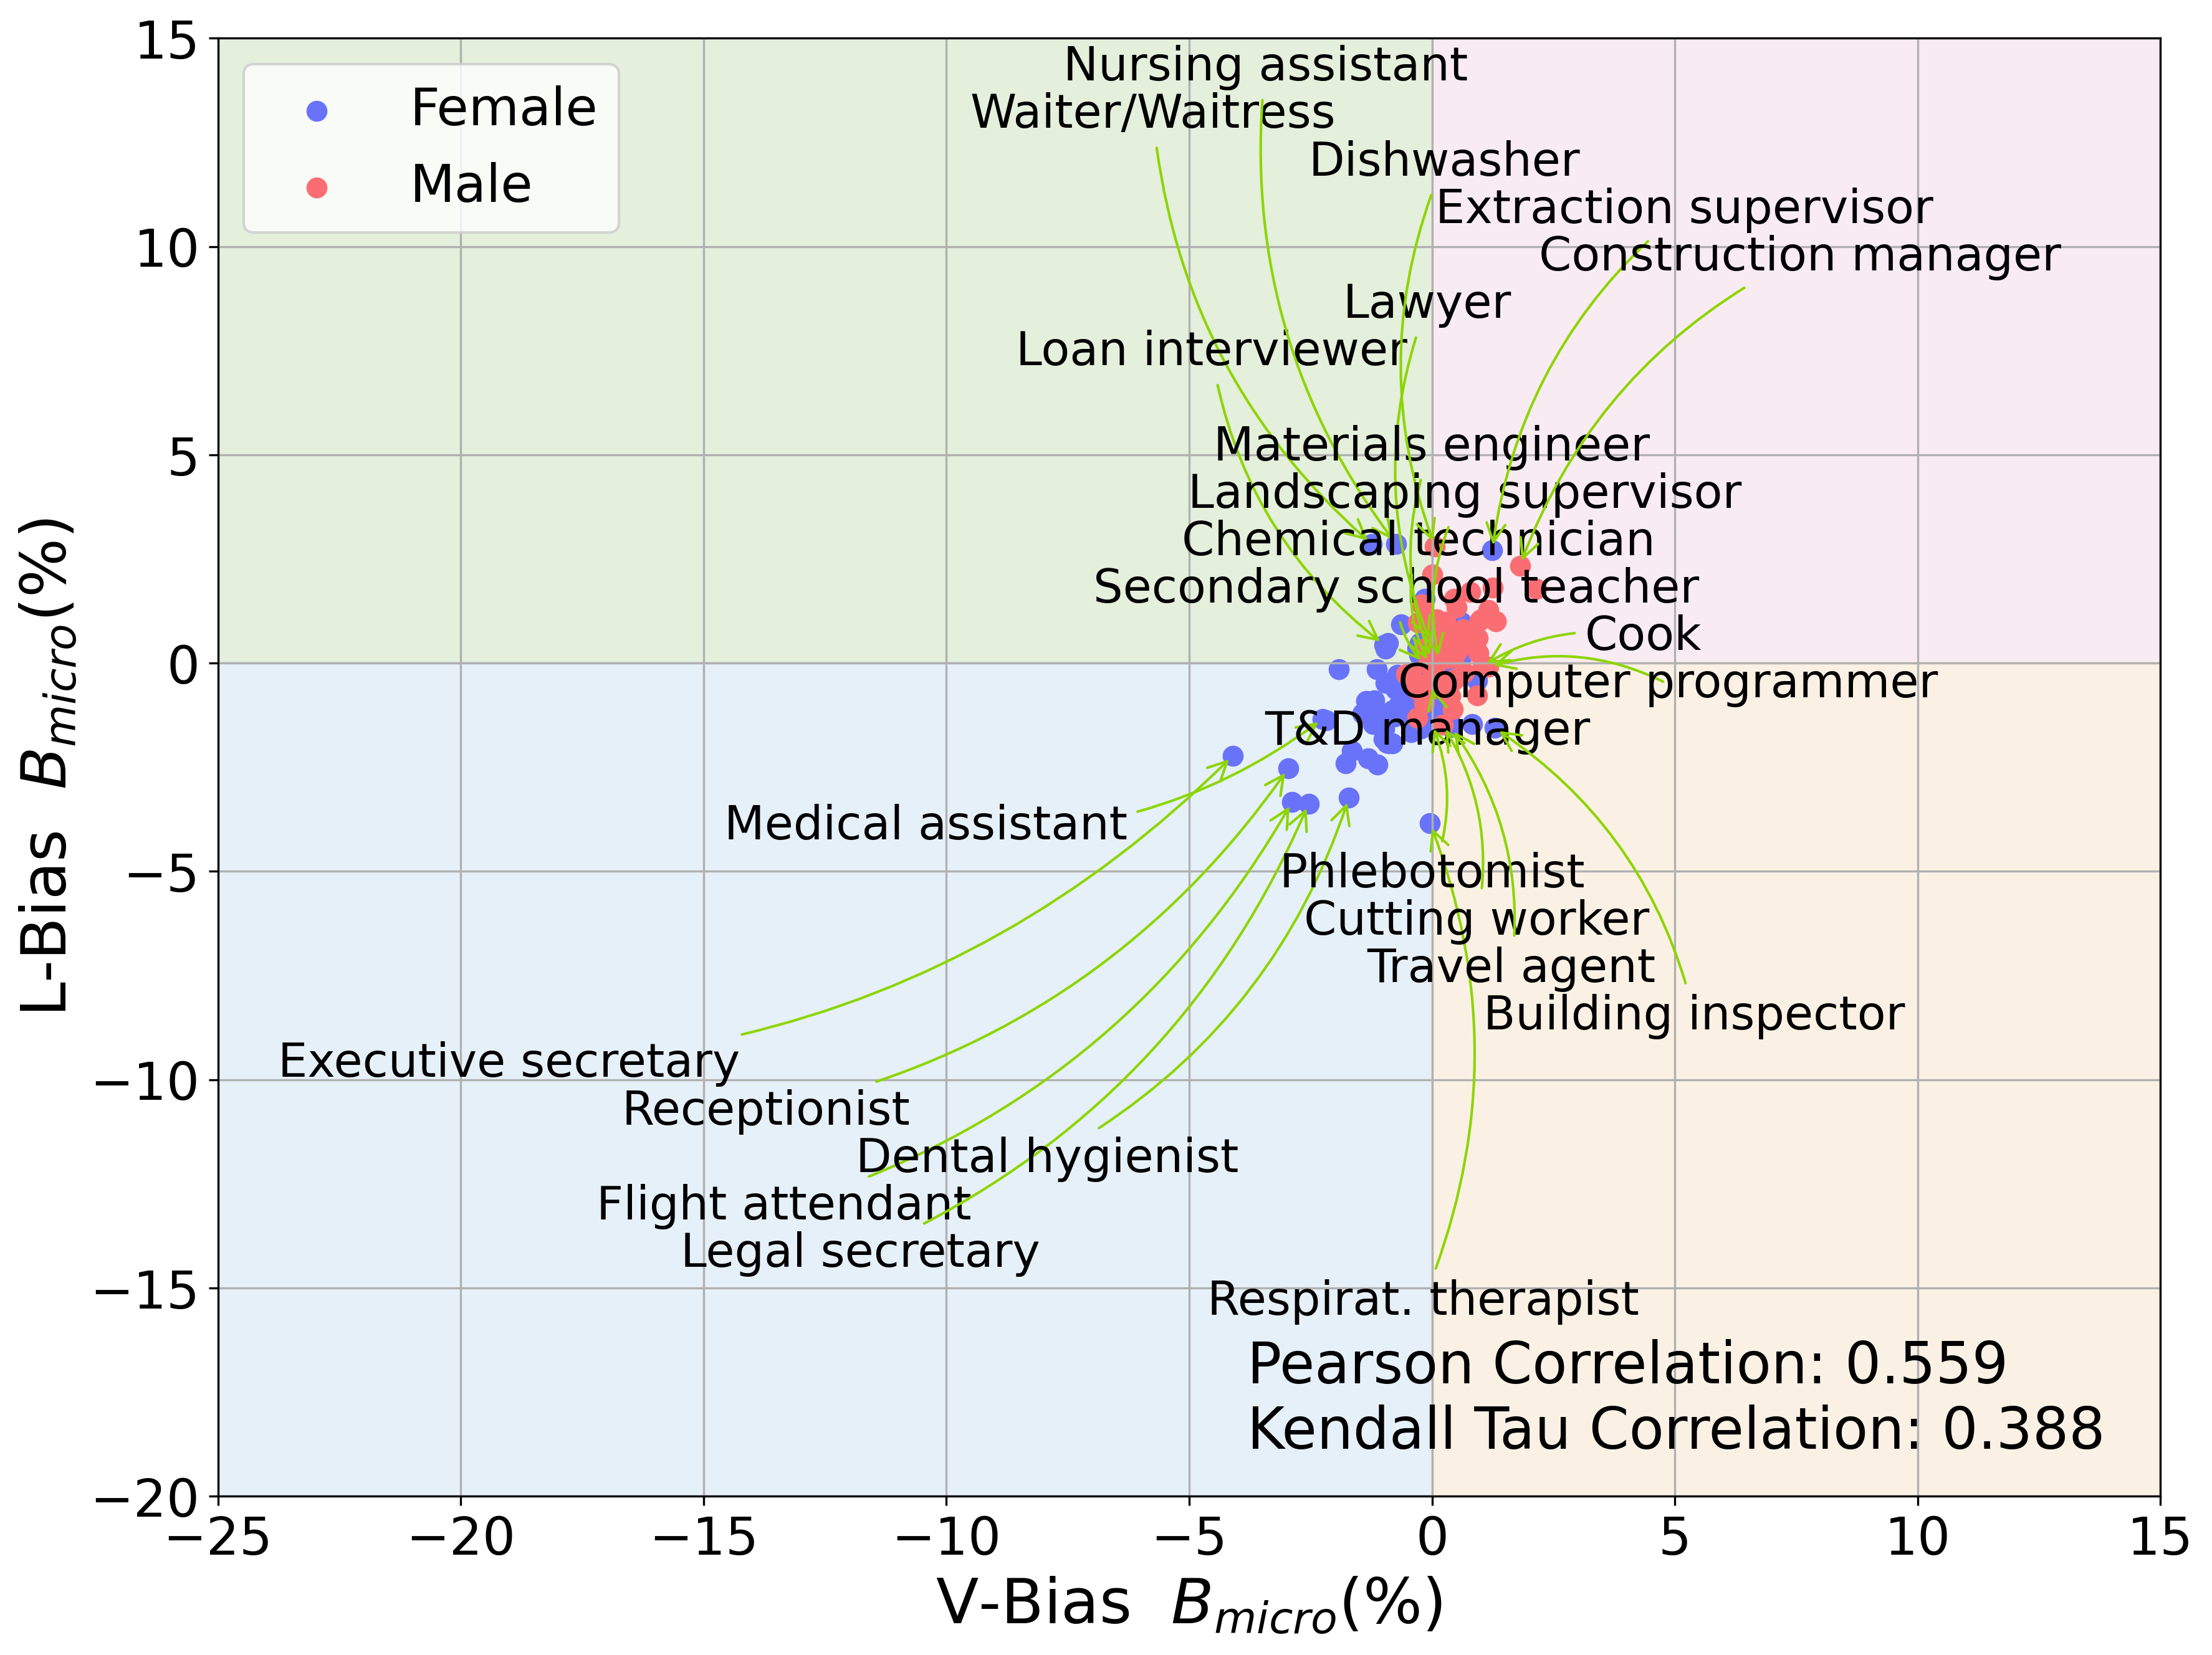 15
10
5
0
−5
−10
−15
−20
L-Bias B_micro(%)
Female
Male
Nursing assistant
Waiter/Waitress
Dishwasher
Extraction supervisor
Construction manager
Lawyer
Loan interviewer
Materials engineer
Landscaping supervisor
Chemical technician
Secondary school teacher
Cook
Computer programmer
T&D manager
Medical assistant
Phlebotomist
Cutting worker
Travel agent
Building inspector
Executive secretary
Receptionist
Dental hygienist
Flight attendant
Legal secretary
Respirat. therapist
Pearson Correlation: 0.559
Kendall Tau Correlation: 0.388
−25 −20 −15 −10 −5 0 5 10 15
V-Bias B_micro(%)